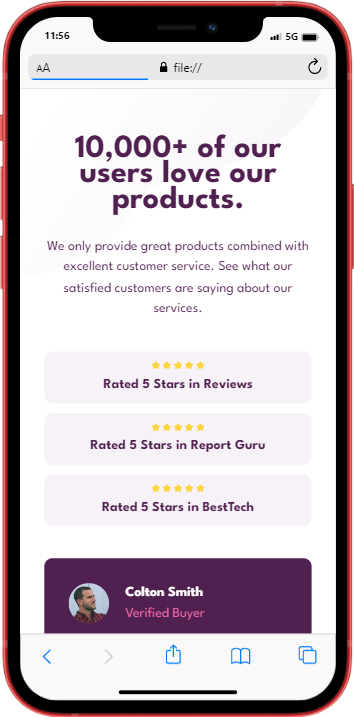 11:56
5G
AA
file://
10,000+ of our
users love our
products.
We only provide great products combined with
excellent customer service. See what our
satisfied customers are saying about our
services.
Rated 5 Stars in Reviews
Rated 5 Stars in Report Guru
Rated 5 Stars in BestTech
Colton Smith
Verified Buyer